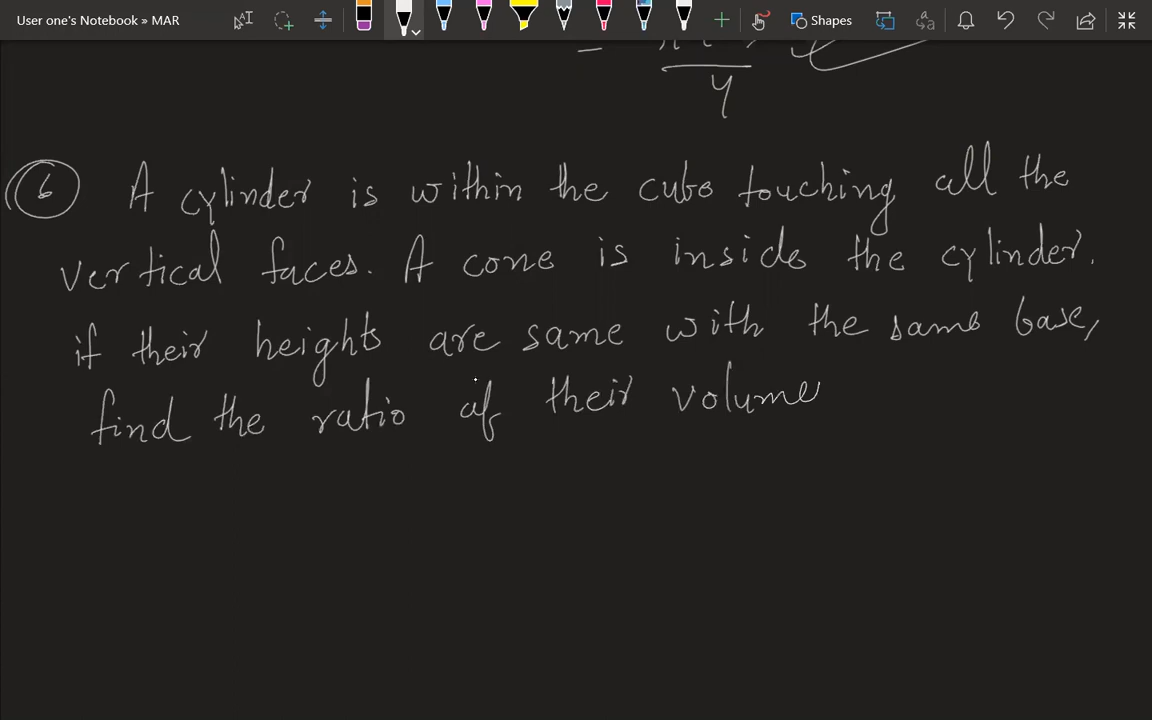 User one's Notebook » MAR
Shapes
4
6 A cylinder is within the cube touching all the
vertical faces. A cone is inside the cylinder.
if their heights are same with the same base,
find the ratio of their volume